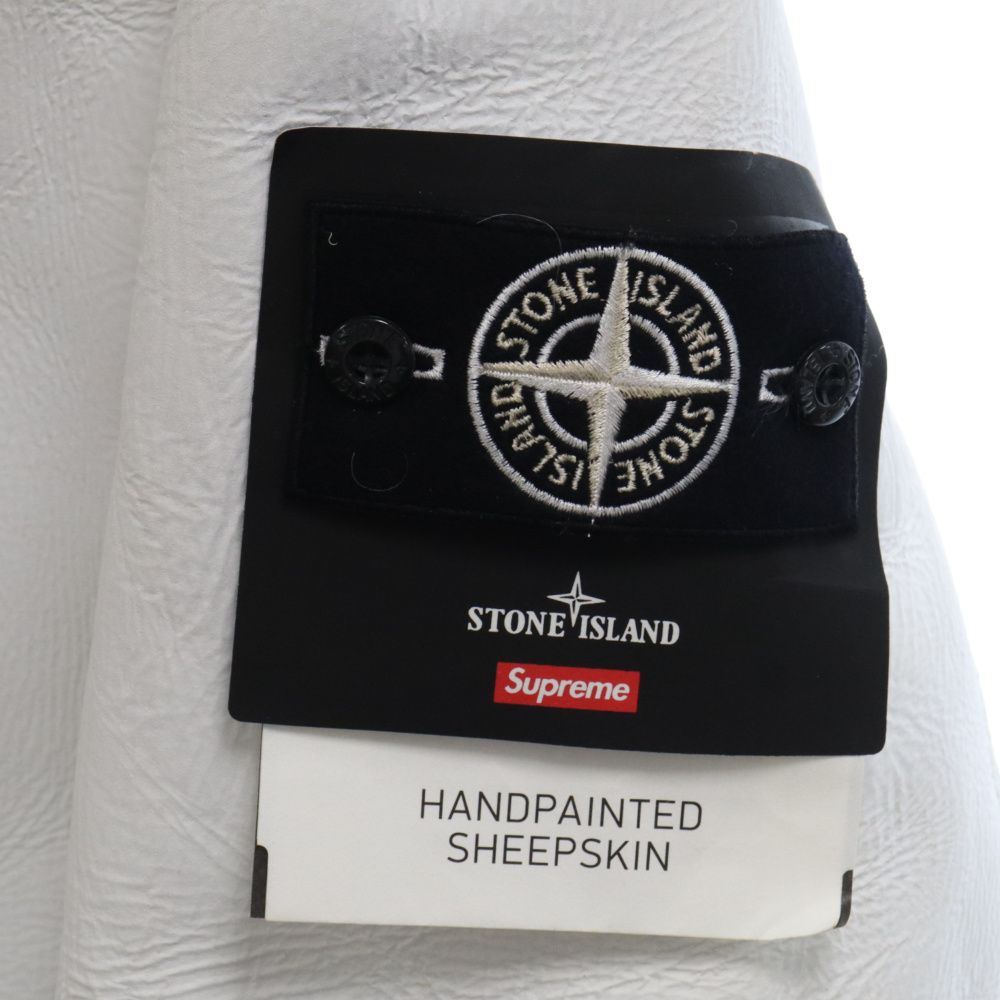 STONE ISLAND
STONE ISLAND
STONE ISLAND
Supreme
HANDPAINTED
SHEEPSKIN